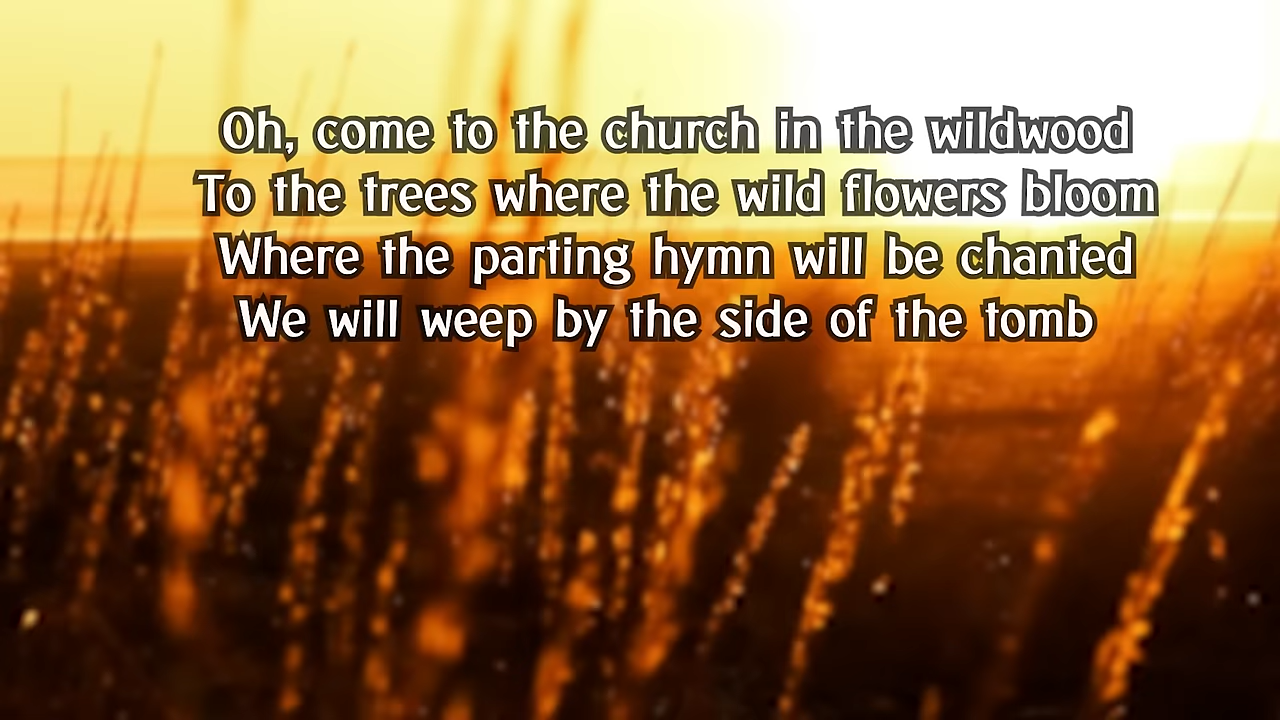 Oh, come to the church in the wildwood
To the trees where the wild flowers bloom
Where the parting hymn will be chanted
We will weep by the side of the tomb